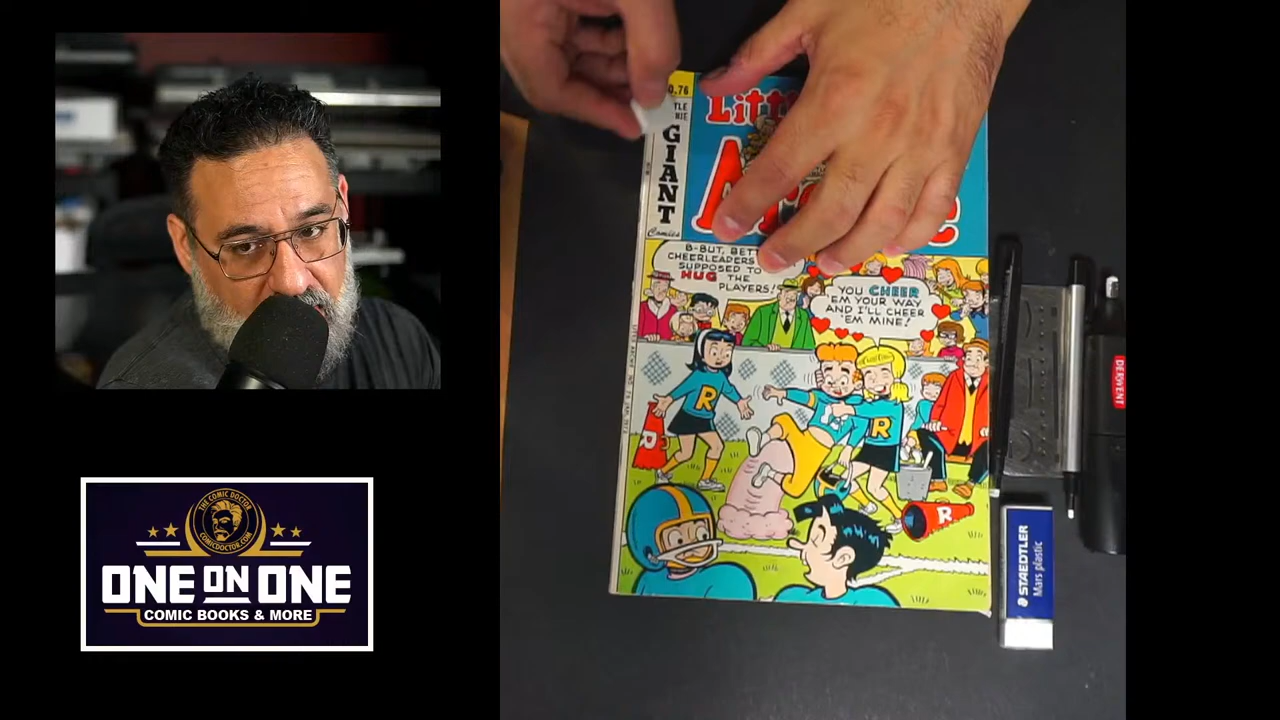 THE COMIC DOCTOR
COMICDOCTOR.COM
ONE ON ONE
COMIC BOOKS & MORE
GIANT
Comics
B-BUT, BETT
CHEERLEADERS
SUPPOSED TO
HUG THE
PLAYERS!
YOU CHEER
'EM YOUR WAY
AND I'LL CHEER
'EM MINE!
R
R
R
R
DERWENT
STAEDTLER
Mars plastic